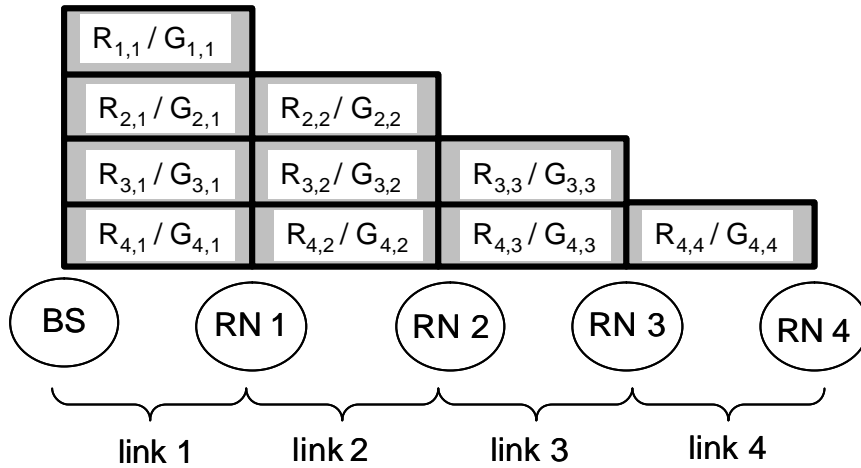 R1,1 / G1,1
R2,1 / G2,1 R2,2 / G2,2
R3,1 / G3,1 R3,2 / G3,2 R3,3 / G3,3
R4,1 / G4,1 R4,2 / G4,2 R4,3 / G4,3 R4,4 / G4,4
BS RN 1 RN 2 RN 3 RN 4
link 1 link 2 link 3 link 4